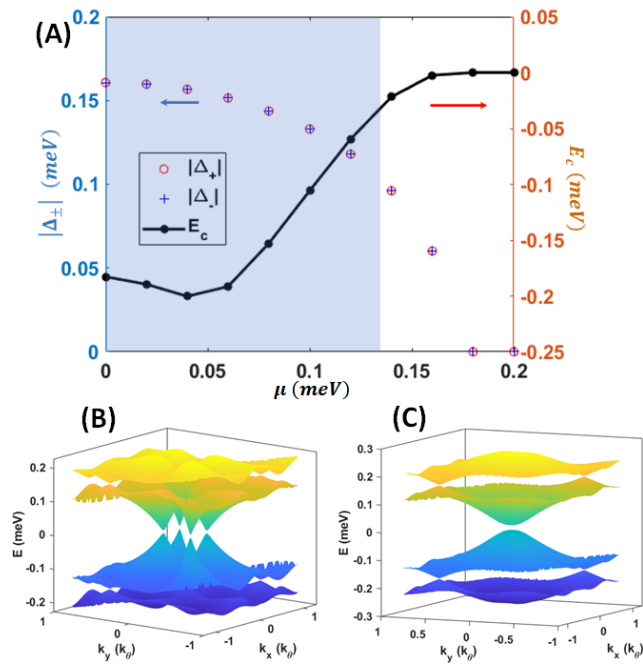 (A)
0.2
0.15
0.1
0.05
0
|Δ±| (meV)
0.05
0
-0.05
-0.1
-0.15
-0.2
-0.25
E_c (meV)
|Δ₊|
|Δ₋|
E_c
0 0.05 0.1 0.15 0.2
μ (meV)
(B)
0.2
0.1
0
-0.1
-0.2
E (meV)
1 0 -1
k_y (k_θ)
-1 0 1
k_x (k_θ)
(C)
0.3
0.2
0.1
0
-0.1
-0.2
-0.3
E (meV)
1 0.5 0 -0.5 -1
k_y (k_θ)
-1 0 1
k_x (k_θ)